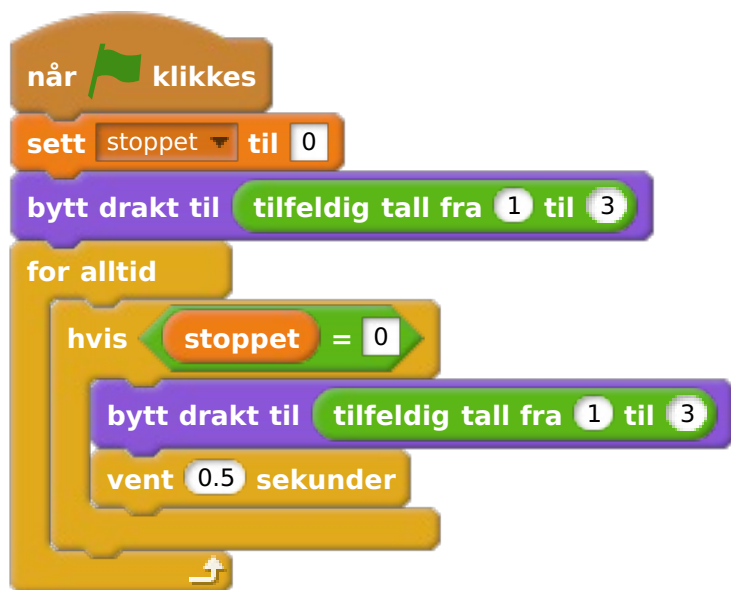 når klikkes
sett stoppet til 0
bytt drakt til tilfeldig tall fra 1 til 3
for alltid
hvis stoppet = 0
bytt drakt til tilfeldig tall fra 1 til 3
vent 0.5 sekunder